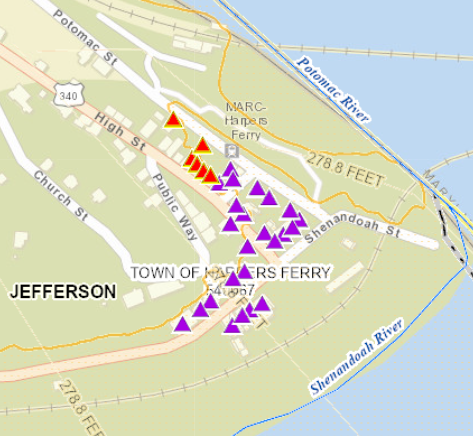 Potomac St
340
MARC-
Harpers
Ferry
Potomac River
High St
278.8 FEET
Church St
Public Way
Shenandoah St
TOWN OF HARPERS FERRY
JEFFERSON
FEET
Shenandoah River
278.8 FEE